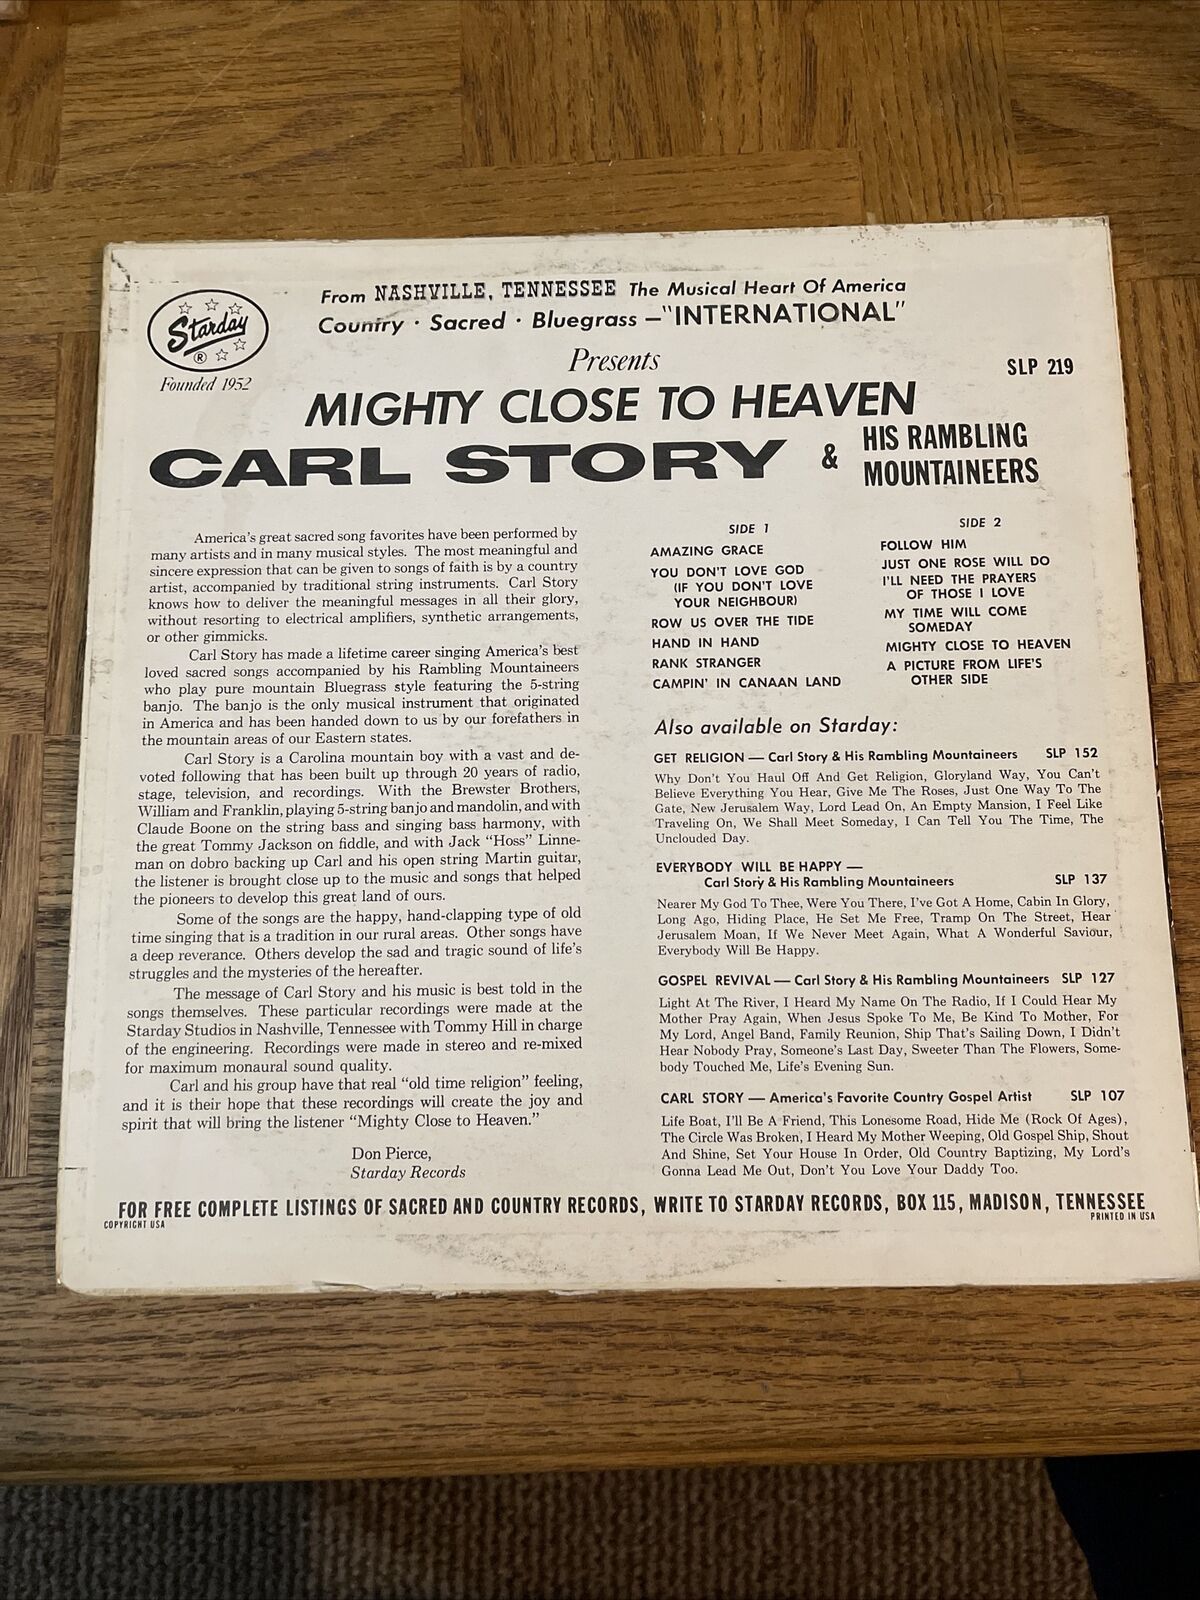 Starday
®
Founded 1952
From NASHVILLE, TENNESSEE The Musical Heart Of America
Country · Sacred · Bluegrass —"INTERNATIONAL"
Presents
SLP 219
MIGHTY CLOSE TO HEAVEN
CARL STORY & HIS RAMBLING
MOUNTAINEERS
America's great sacred song favorites have been performed by
many artists and in many musical styles. The most meaningful and
sincere expression that can be given to songs of faith is by a country
artist, accompanied by traditional string instruments. Carl Story
knows how to deliver the meaningful messages in all their glory,
without resorting to electrical amplifiers, synthetic arrangements,
or other gimmicks.
Carl Story has made a lifetime career singing America's best
loved sacred songs accompanied by his Rambling Mountaineers
who play pure mountain Bluegrass style featuring the 5-string
banjo. The banjo is the only musical instrument that originated
in America and has been handed down to us by our forefathers in
the mountain areas of our Eastern states.
Carl Story is a Carolina mountain boy with a vast and de-
voted following that has been built up through 20 years of radio,
stage, television, and recordings. With the Brewster Brothers,
William and Franklin, playing 5-string banjo and mandolin, and with
Claude Boone on the string bass and singing bass harmony, with
the great Tommy Jackson on fiddle, and with Jack "Hoss" Linne-
man on dobro backing up Carl and his open string Martin guitar,
the listener is brought close up to the music and songs that helped
the pioneers to develop this great land of ours.
Some of the songs are the happy, hand-clapping type of old
time singing that is a tradition in our rural areas. Other songs have
a deep reverance. Others develop the sad and tragic sound of life's
struggles and the mysteries of the hereafter.
The message of Carl Story and his music is best told in the
songs themselves. These particular recordings were made at the
Starday Studios in Nashville, Tennessee with Tommy Hill in charge
of the engineering. Recordings were made in stereo and re-mixed
for maximum monaural sound quality.
Carl and his group have that real "old time religion" feeling,
and it is their hope that these recordings will create the joy and
spirit that will bring the listener "Mighty Close to Heaven."
Don Pierce,
Starday Records
SIDE 1
AMAZING GRACE
YOU DON'T LOVE GOD
(IF YOU DON'T LOVE
YOUR NEIGHBOUR)
ROW US OVER THE TIDE
HAND IN HAND
RANK STRANGER
CAMPIN' IN CANAAN LAND
SIDE 2
FOLLOW HIM
JUST ONE ROSE WILL DO
I'LL NEED THE PRAYERS
OF THOSE I LOVE
MY TIME WILL COME
SOMEDAY
MIGHTY CLOSE TO HEAVEN
A PICTURE FROM LIFE'S
OTHER SIDE
Also available on Starday:
GET RELIGION — Carl Story & His Rambling Mountaineers SLP 152
Why Don't You Haul Off And Get Religion, Gloryland Way, You Can't
Believe Everything You Hear, Give Me The Roses, Just One Way To The
Gate, New Jerusalem Way, Lord Lead On, An Empty Mansion, I Feel Like
Traveling On, We Shall Meet Someday, I Can Tell You The Time, The
Unclouded Day.
EVERYBODY WILL BE HAPPY —
Carl Story & His Rambling Mountaineers SLP 137
Nearer My God To Thee, Were You There, I've Got A Home, Cabin In Glory,
Long Ago, Hiding Place, He Set Me Free, Tramp On The Street, Hear
Jerusalem Moan, If We Never Meet Again, What A Wonderful Saviour,
Everybody Will Be Happy.
GOSPEL REVIVAL — Carl Story & His Rambling Mountaineers SLP 127
Light At The River, I Heard My Name On The Radio, If I Could Hear My
Mother Pray Again, When Jesus Spoke To Me, Be Kind To Mother, For
My Lord, Angel Band, Family Reunion, Ship That's Sailing Down, I Didn't
Hear Nobody Pray, Someone's Last Day, Sweeter Than The Flowers, Some-
body Touched Me, Life's Evening Sun.
CARL STORY — America's Favorite Country Gospel Artist SLP 107
Life Boat, I'll Be A Friend, This Lonesome Road, Hide Me (Rock Of Ages),
The Circle Was Broken, I Heard My Mother Weeping, Old Gospel Ship, Shout
And Shine, Set Your House In Order, Old Country Baptizing, My Lord's
Gonna Lead Me Out, Don't You Love Your Daddy Too.
FOR FREE COMPLETE LISTINGS OF SACRED AND COUNTRY RECORDS, WRITE TO STARDAY RECORDS, BOX 115, MADISON, TENNESSEE
COPYRIGHT USA
PRINTED IN USA